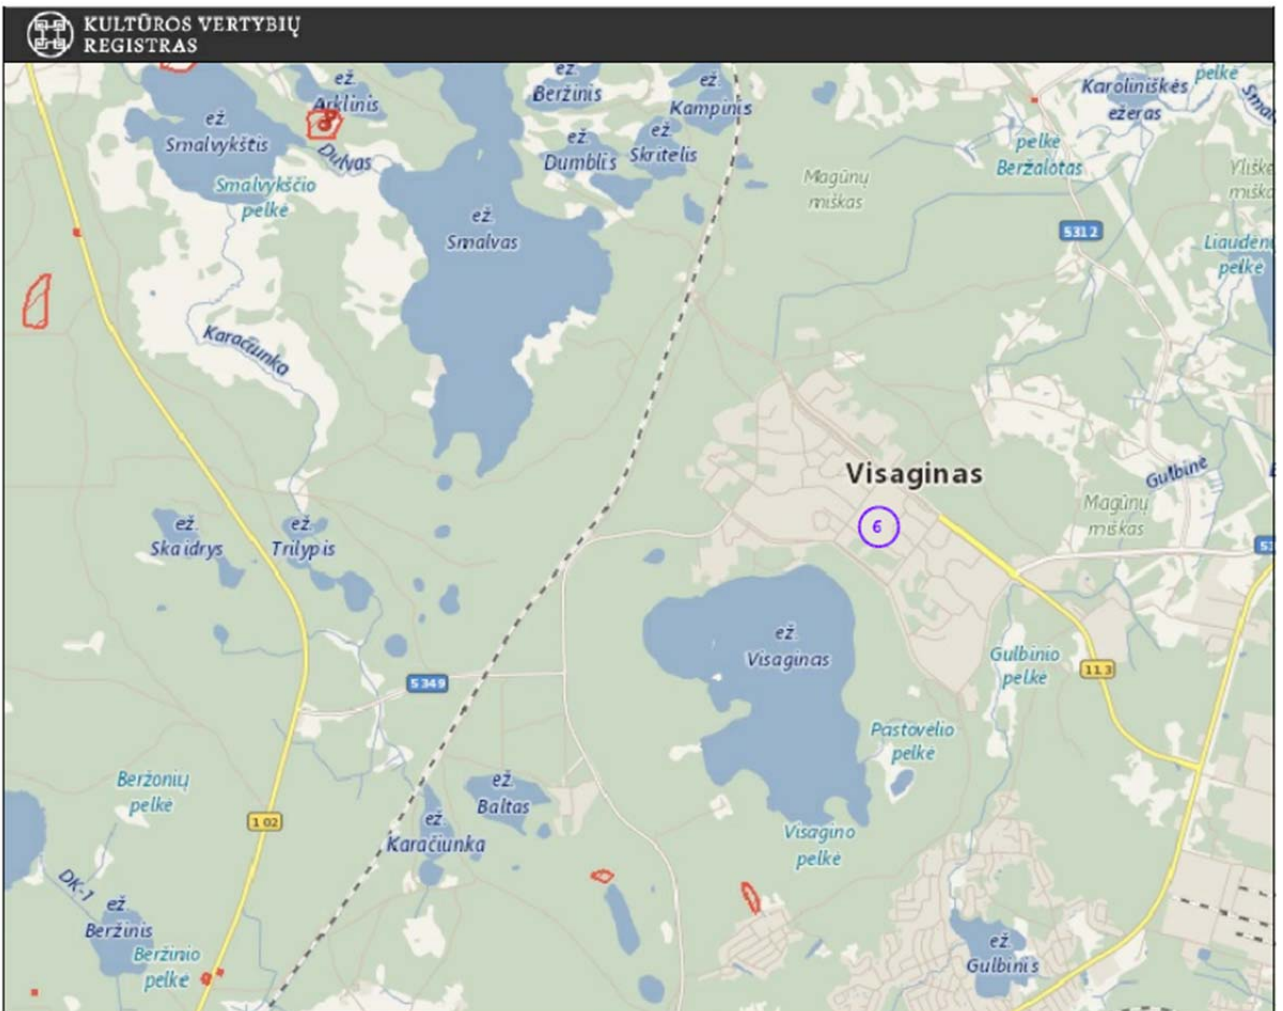 KULTŪROS VERTYBIŲ
REGISTRAS
ež.
Arklinis
ež.
Beržinis
ež.
Kampinis
Karoliniškės
ežeras
pelkė
ež.
Smalvykštis
Dulvas
ež.
Dumblis
ež.
Skritelis
pelkė
Beržalotas
Smalvykščio
pelkė
Magūnų
miškas
ež.
Smalvas
5312
Karačiunka
Visaginas
6
Gulbinė
Magūnų
miškas
ež.
Skaidrys
ež.
Trilypis
ež.
Visaginas
Gulbinio
pelkė
113
5349
Pastovėlio
pelkė
Beržonių
pelkė
ež.
Baltas
102
ež.
Karačiunka
Visagino
pelkė
DK-1
ež.
Beržinis
Beržinio
pelkė
ež.
Gulbinis